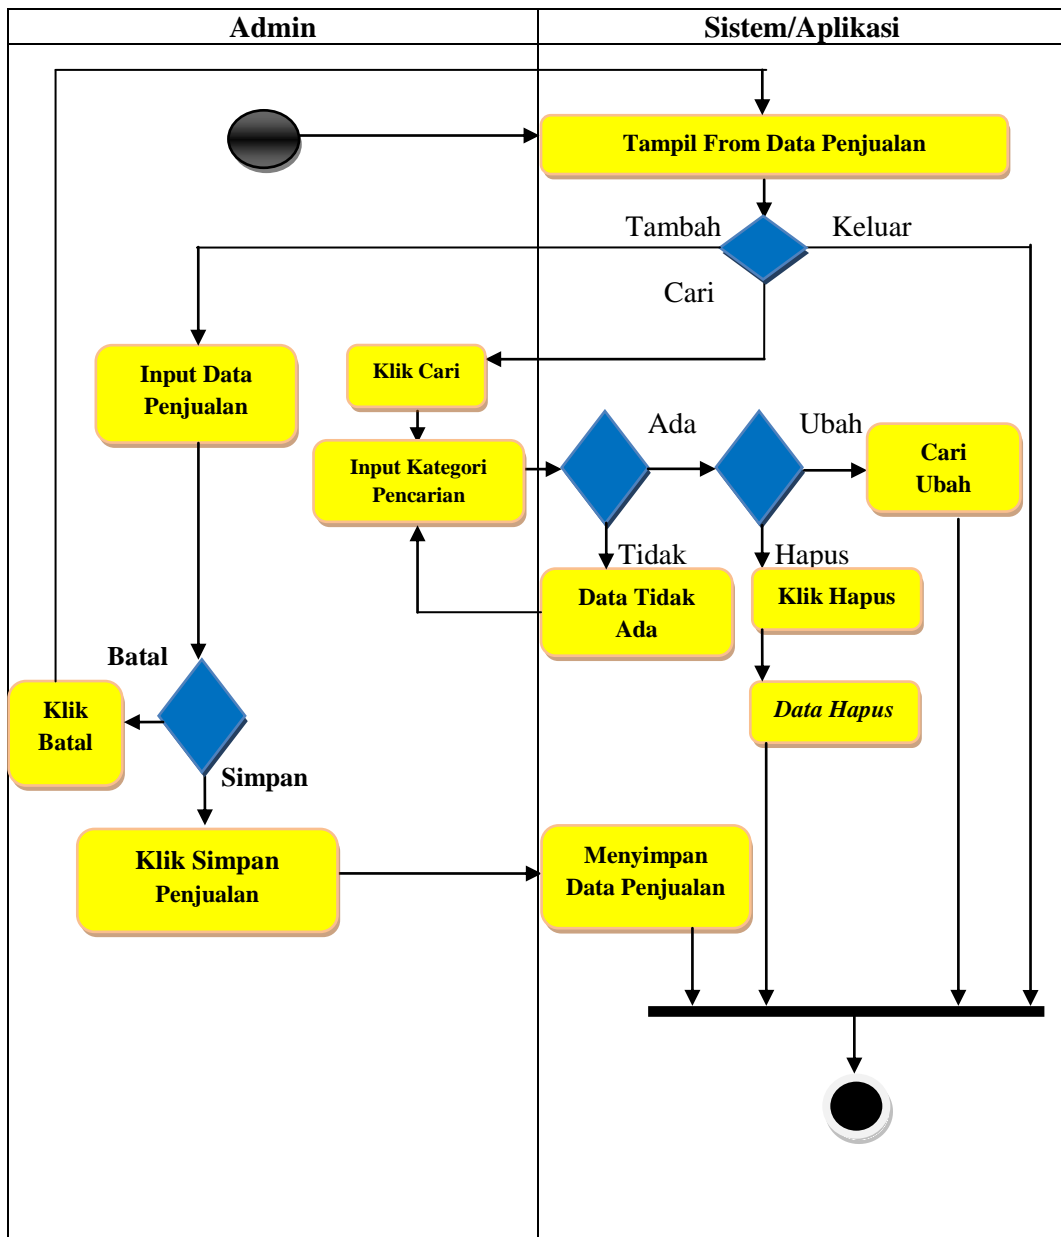 Admin
Sistem/Aplikasi
Tampil From Data Penjualan
Tambah
Keluar
Cari
Input Data
Penjualan
Klik Cari
Input Kategori
Pencarian
Ada
Ubah
Cari
Ubah
Tidak
Hapus
Data Tidak
Ada
Klik Hapus
Data Hapus
Batal
Klik
Batal
Simpan
Klik Simpan
Penjualan
Menyimpan
Data Penjualan